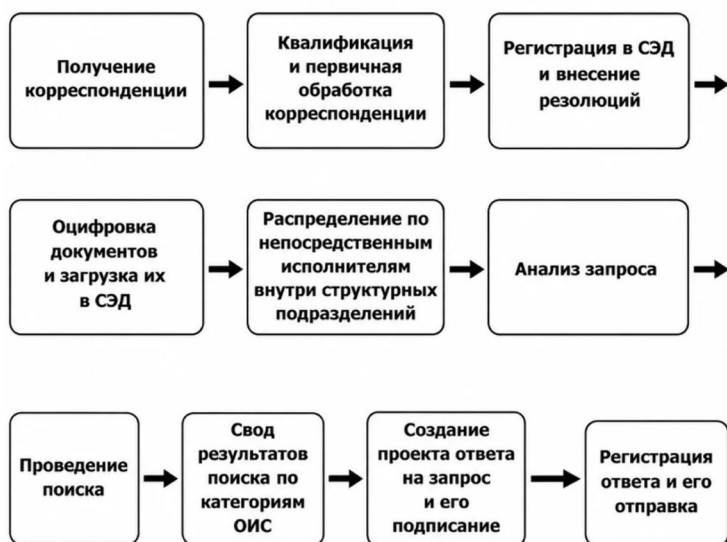 Получение
корреспонденции
Квалификация
и первичная
обработка
корреспонденции
Регистрация в СЭД
и внесение
резолюций
Оцифровка
документов
и загрузка их
в СЭД
Распределение по
непосредственным
исполнителям
внутри структурных
подразделений
Анализ запроса
Проведение
поиска
Свод
результатов
поиска по
категориям
ОИС
Создание
проекта ответа
на запрос
и его
подписание
Регистрация
ответа и его
отправка